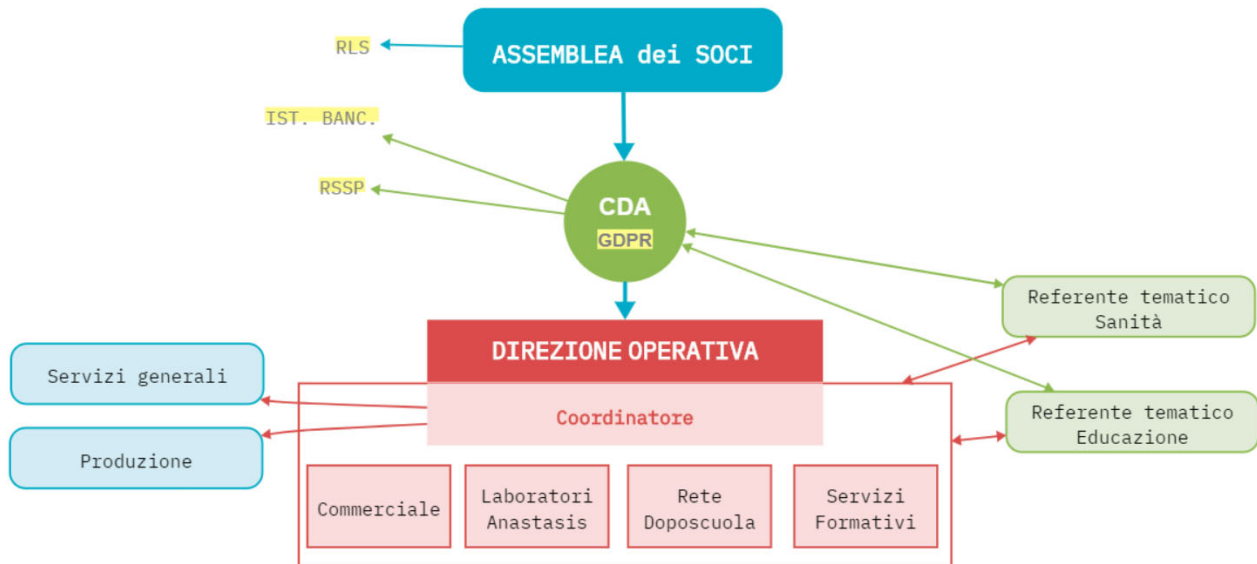 RLS
ASSEMBLEA dei SOCI
IST. BANC.
RSSP
CDA
GDPR
Referente tematico
Sanità
DIREZIONE OPERATIVA
Servizi generali
Coordinatore
Referente tematico
Educazione
Produzione
Commerciale
Laboratori
Anastasis
Rete
Doposcuola
Servizi
Formativi